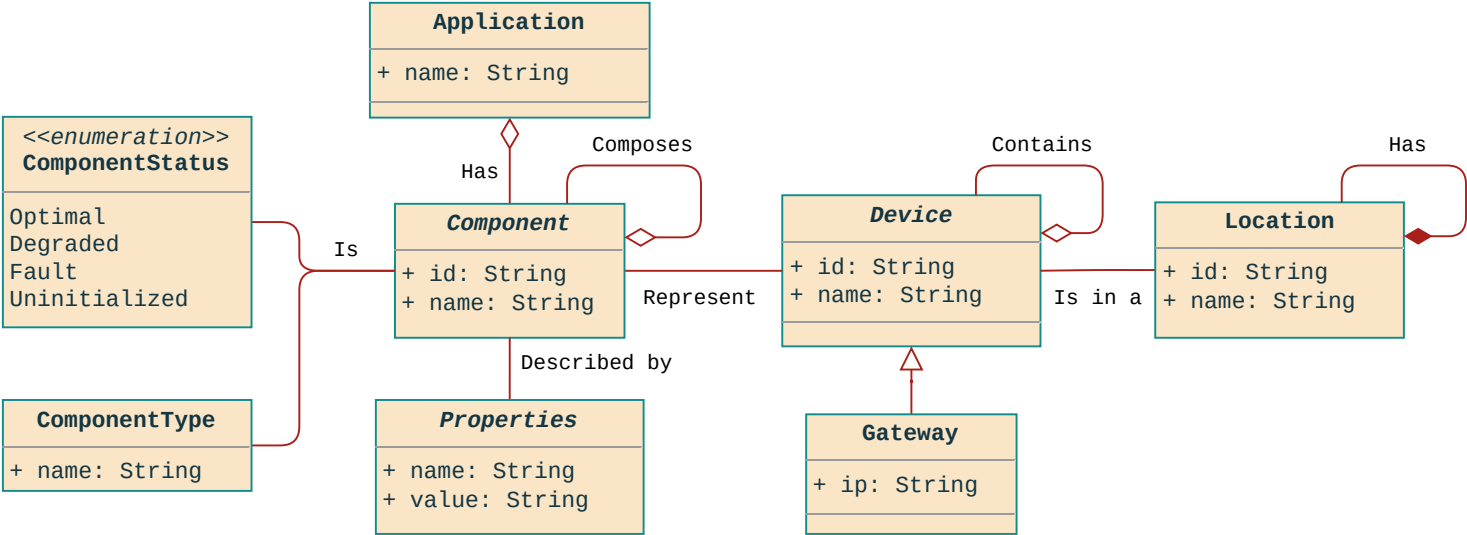 Application
+ name: String
<<enumeration>>
ComponentStatus
Optimal
Degraded
Fault
Uninitialized
Is
Has
Composes
Component
+ id: String
+ name: String
Represent
Contains
Device
+ id: String
+ name: String
Is in a
Has
Location
+ id: String
+ name: String
Described by
ComponentType
+ name: String
Properties
+ name: String
+ value: String
Gateway
+ ip: String